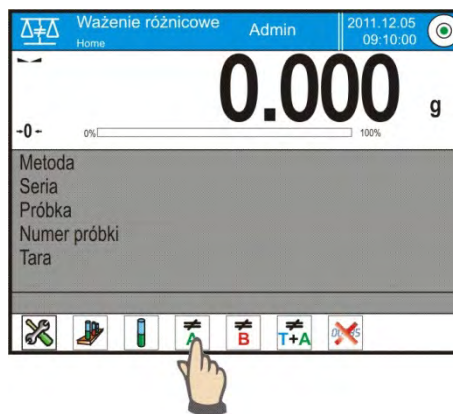 Ważenie różnicowe
Home
Admin
2011.12.05
09:10:00
0.000 g
-0-
0% 100%
Metoda
Seria
Próbka
Numer próbki
Tara
A B T+A